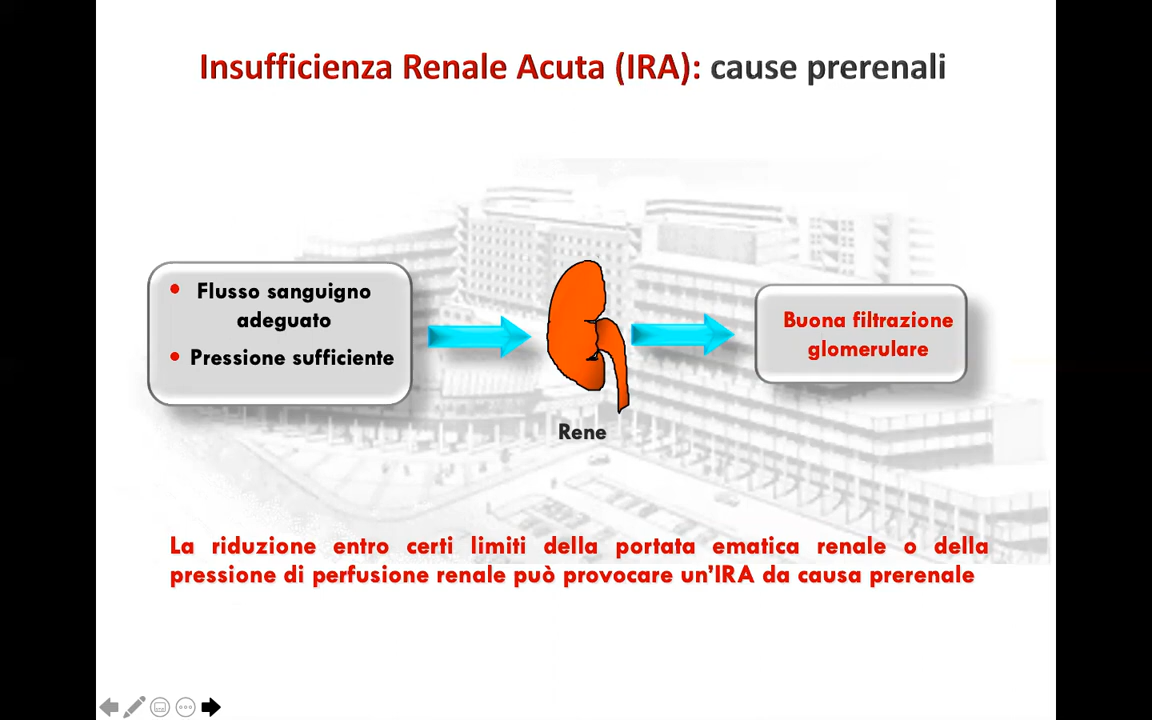 Insufficienza Renale Acuta (IRA): cause prerenali
• Flusso sanguigno
adeguato
• Pressione sufficiente
Rene
Buona filtrazione
glomerulare
La riduzione entro certi limiti della portata ematica renale o della
pressione di perfusione renale può provocare un’IRA da causa prerenale